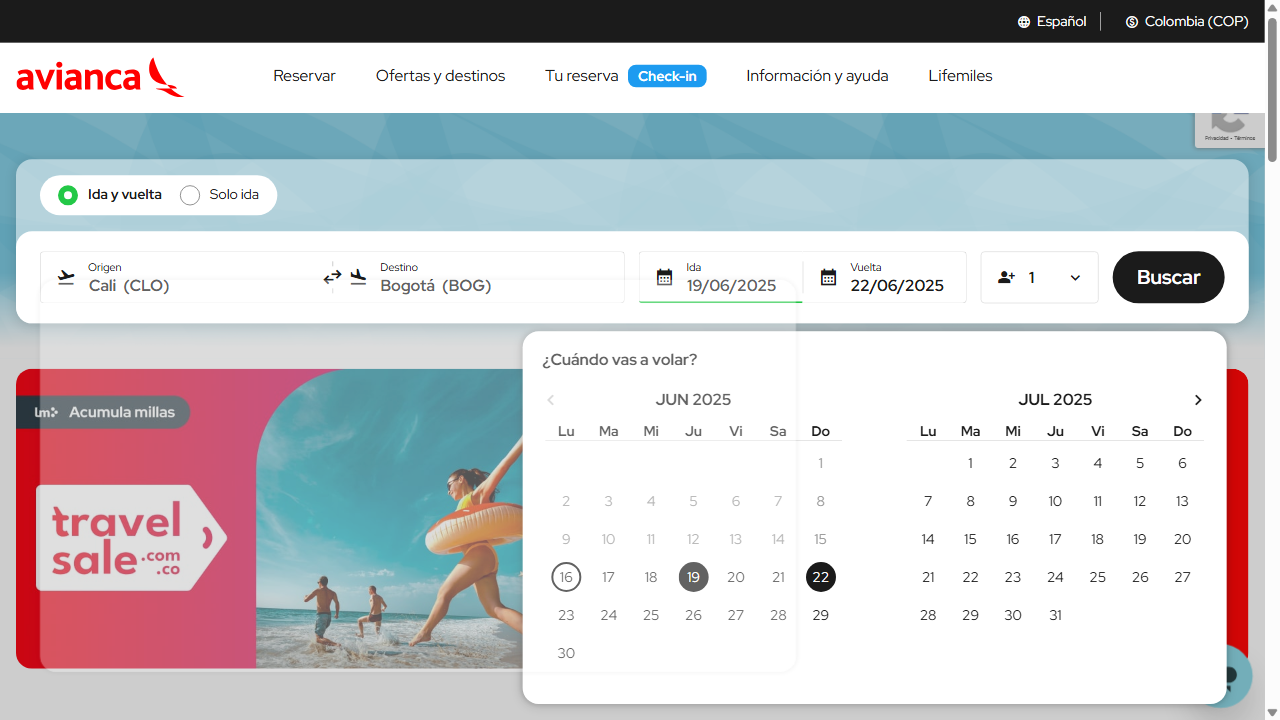 Español
Colombia (COP)
avianca
Reservar
Ofertas y destinos
Tu reserva
Check-in
Información y ayuda
Lifemiles
Privacidad - Términos
Ida y vuelta
Solo ida
Origen
Cali (CLO)
Destino
Bogotá (BOG)
Ida
19/06/2025
Vuelta
22/06/2025
1
Buscar
¿Cuándo vas a volar?
JUN 2025
Lu Ma Mi Ju Vi Sa Do
1
2 3 4 5 6 7 8
9 10 11 12 13 14 15
16 17 18 19 20 21 22
23 24 25 26 27 28 29
30
JUL 2025
Lu Ma Mi Ju Vi Sa Do
1 2 3 4 5 6
7 8 9 10 11 12 13
14 15 16 17 18 19 20
21 22 23 24 25 26 27
28 29 30 31
lm Acumula millas
travel
sale.com
.co